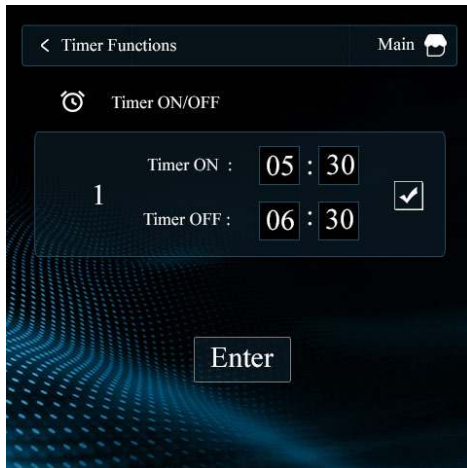 < Timer Functions Main
Timer ON/OFF
1
Timer ON : 05 : 30
Timer OFF : 06 : 30
Enter